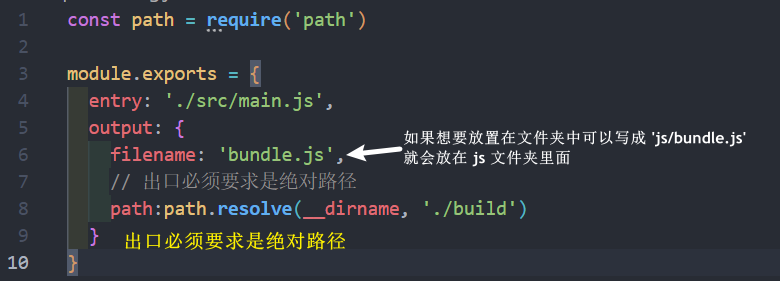 1 const path = require('path')
2
3 module.exports = {
4 entry: './src/main.js',
5 output: {
6 filename: 'bundle.js',
如果想要放置在文件夹中可以写成 'js/bundle.js'
就会放在 js 文件夹里面
7 // 出口必须要求是绝对路径
8 path:path.resolve(__dirname, './build')
9 }
出口必须要求是绝对路径
10 }